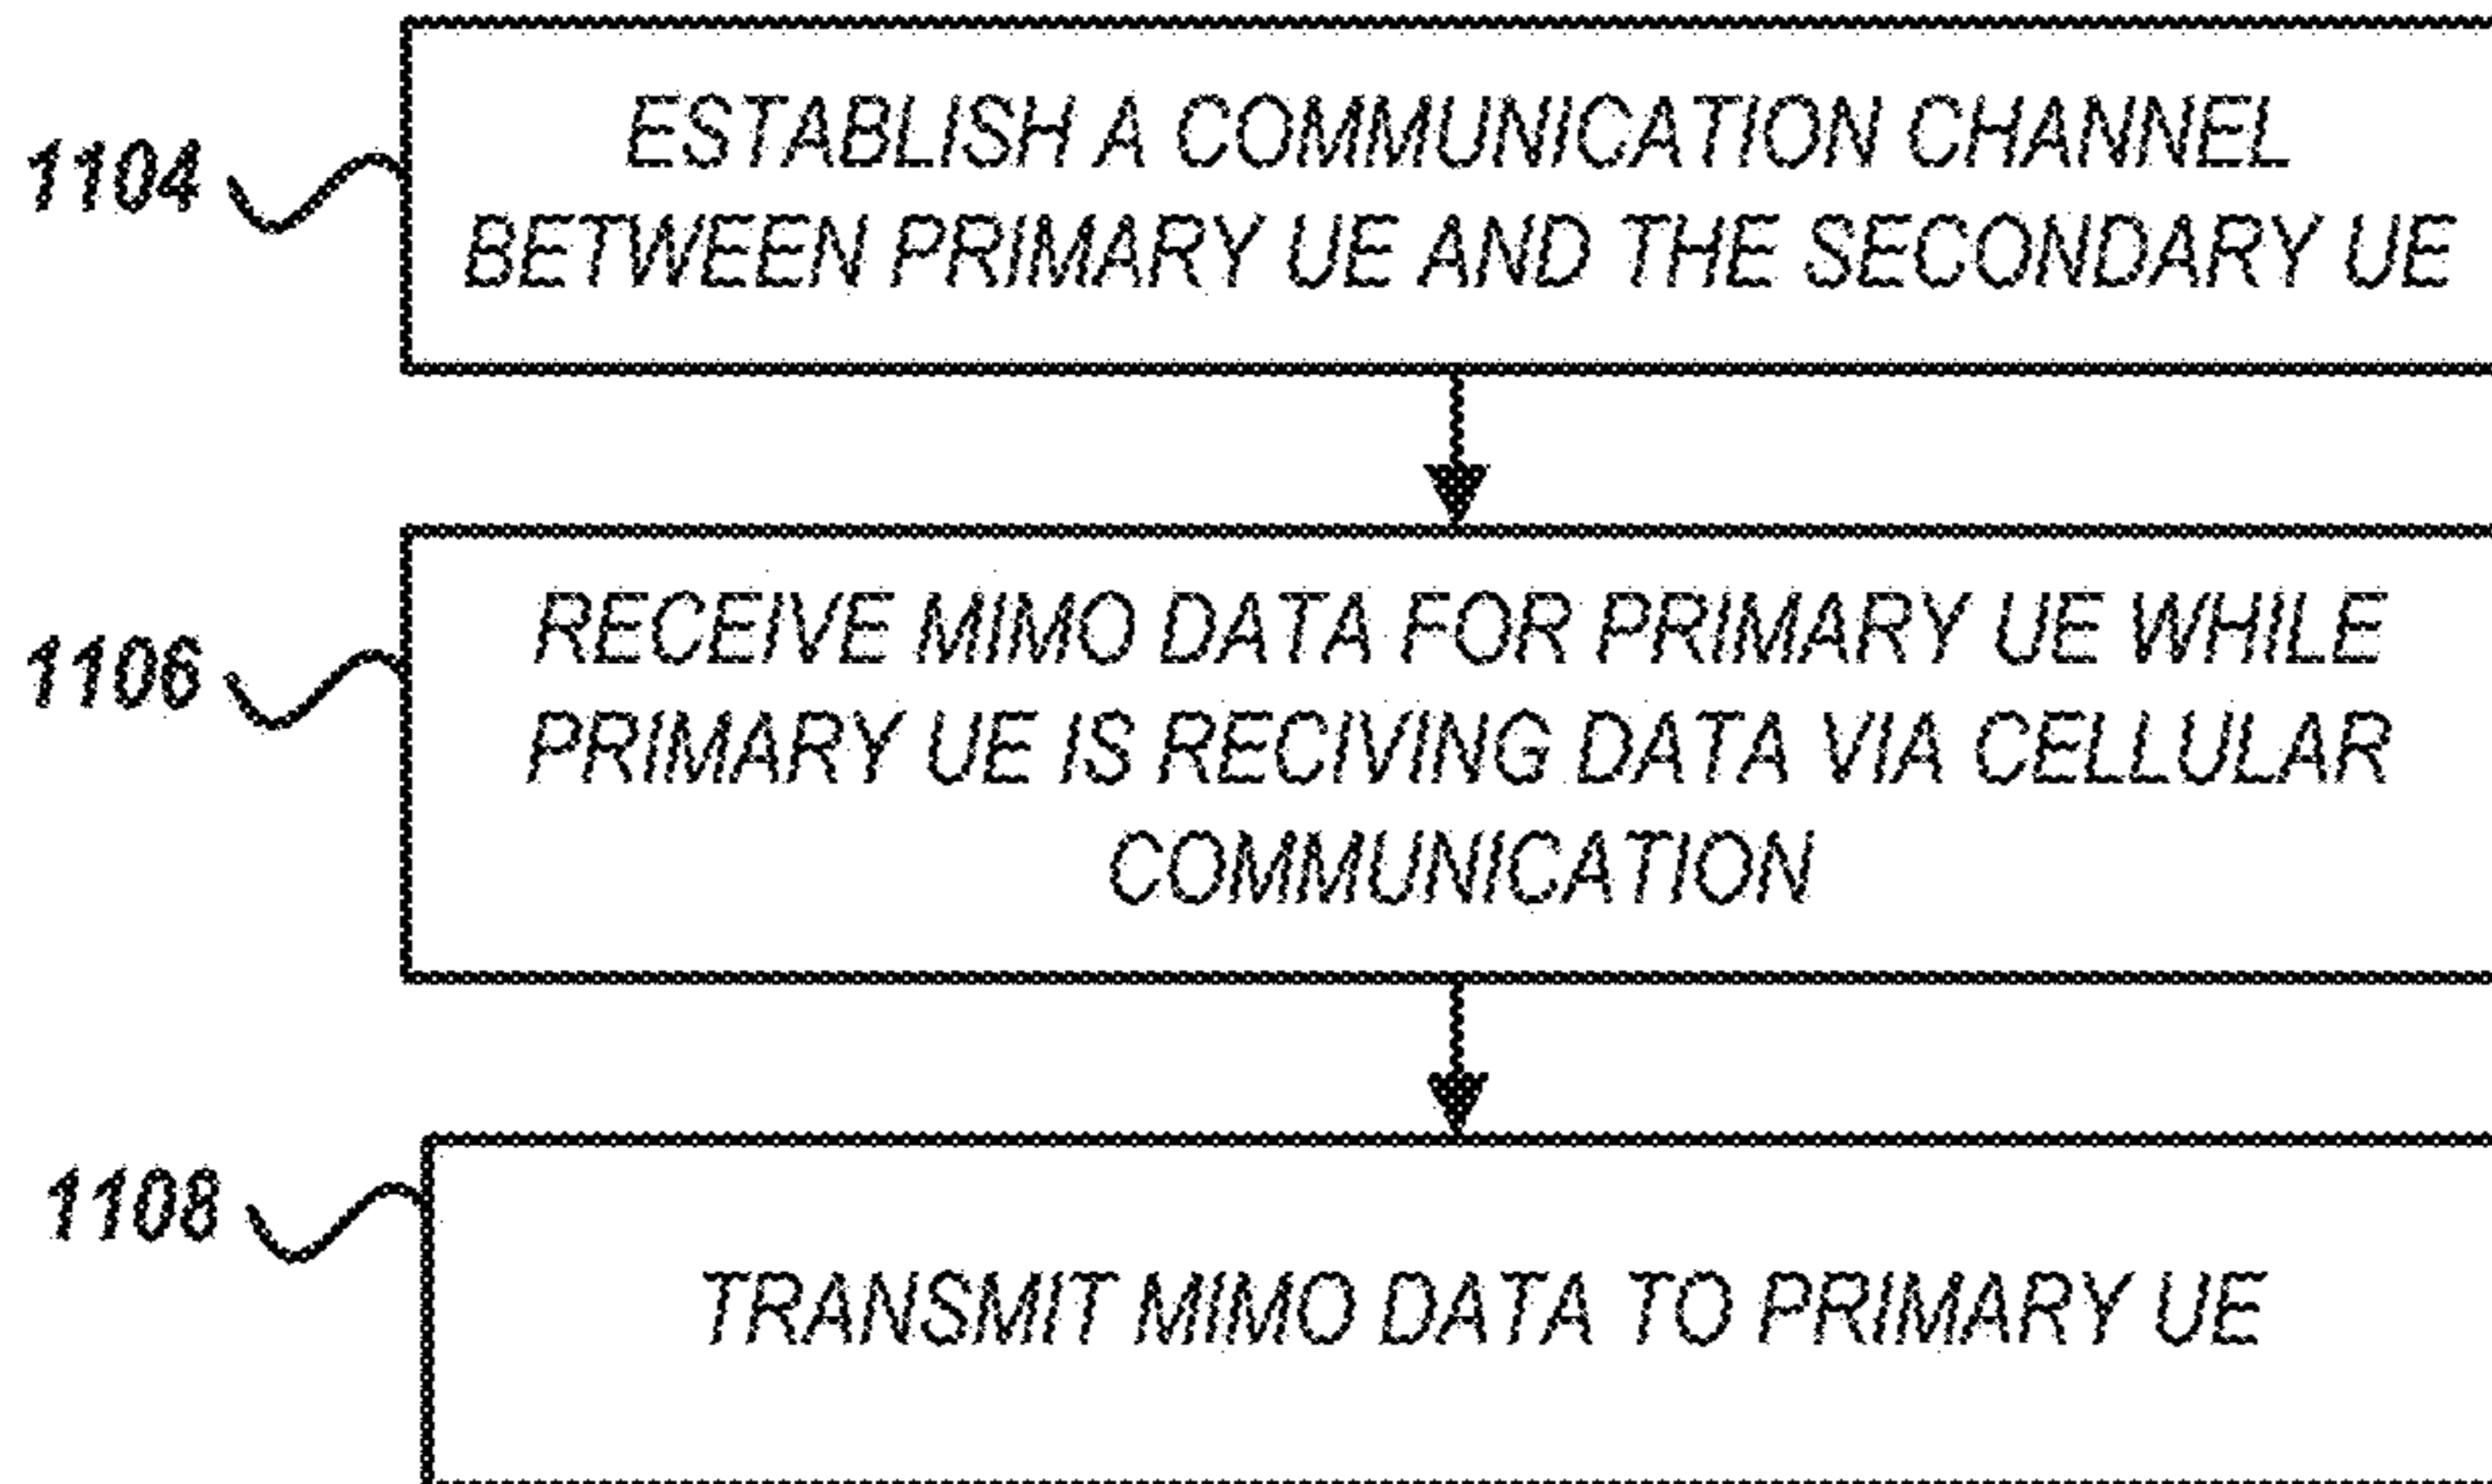 1104
ESTABLISH A COMMUNICATION CHANNEL
BETWEEN PRIMARY UE AND THE SECONDARY UE
1106
RECEIVE MIMO DATA FOR PRIMARY UE WHILE
PRIMARY UE IS RECIVING DATA VIA CELLULAR
COMMUNICATION
1108
TRANSMIT MIMO DATA TO PRIMARY UE